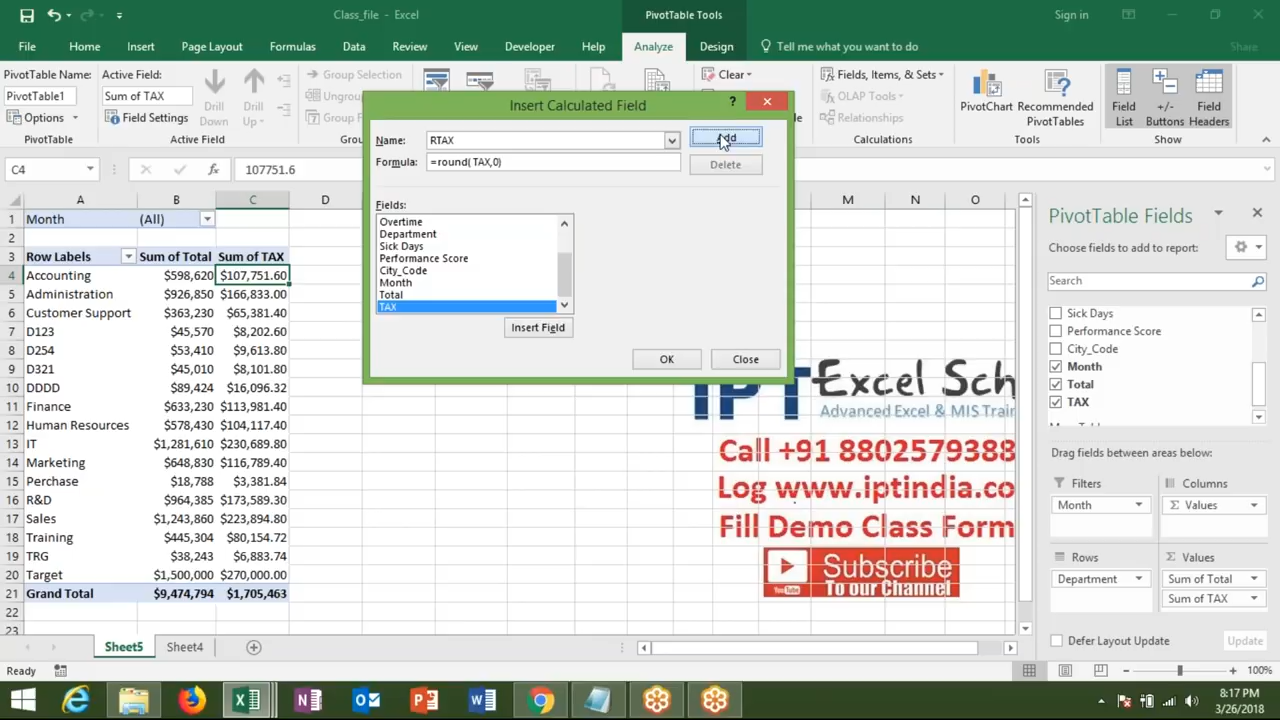 Class_file - Excel
PivotTable Tools
Sign in
File Home Insert Page Layout Formulas Data Review View Developer Help Analyze Design Tell me what you want to do Share
PivotTable Name:
PivotTable1
Options
PivotTable
Active Field:
Sum of TAX
Field Settings
Drill Down
Drill Up
Active Field
Group Selection
Clear
Fields, Items, & Sets
OLAP Tools
Relationships
Calculations
PivotChart
Recommended PivotTables
Tools
Field List
+/- Buttons
Field Headers
Show
C4
fx
107751.6
Insert Calculated Field
?
Name: RTAX
Add
Formula: =round( TAX,0)
Delete
Fields:
Overtime
Department
Sick Days
Performance Score
City_Code
Month
Total
TAX
Insert Field
OK
Close
A B C D M N O
1 Month (All)
2
3 Row Labels Sum of Total Sum of TAX
4 Accounting $598,620 $107,751.60
5 Administration $926,850 $166,833.00
6 Customer Support $363,230 $65,381.40
7 D123 $45,570 $8,202.60
8 D254 $53,410 $9,613.80
9 D321 $45,010 $8,101.80
10 DDDD $89,424 $16,096.32
11 Finance $633,230 $113,981.40
12 Human Resources $578,430 $104,117.40
13 IT $1,281,610 $230,689.80
14 Marketing $648,830 $116,789.40
15 Perchase $18,788 $3,381.84
16 R&D $964,385 $173,589.30
17 Sales $1,243,860 $223,894.80
18 Training $445,304 $80,154.72
19 TRG $38,243 $6,883.74
20 Target $1,500,000 $270,000.00
21 Grand Total $9,474,794 $1,705,463
22
23
IPT Excel Sch
Advanced Excel & MIS Train
Call +91 8802579388
Log www.iptindia.co
Fill Demo Class Form
Subscribe
YouTube To our Channel
PivotTable Fields
Choose fields to add to report:
Search
Sick Days
Performance Score
City_Code
Month
Total
TAX
Drag fields between areas below:
Filters
Month
Columns
Σ Values
Rows
Department
Σ Values
Sum of Total
Sum of TAX
Defer Layout Update
Update
Sheet5 Sheet4
Ready
100%
8:17 PM
3/26/2018